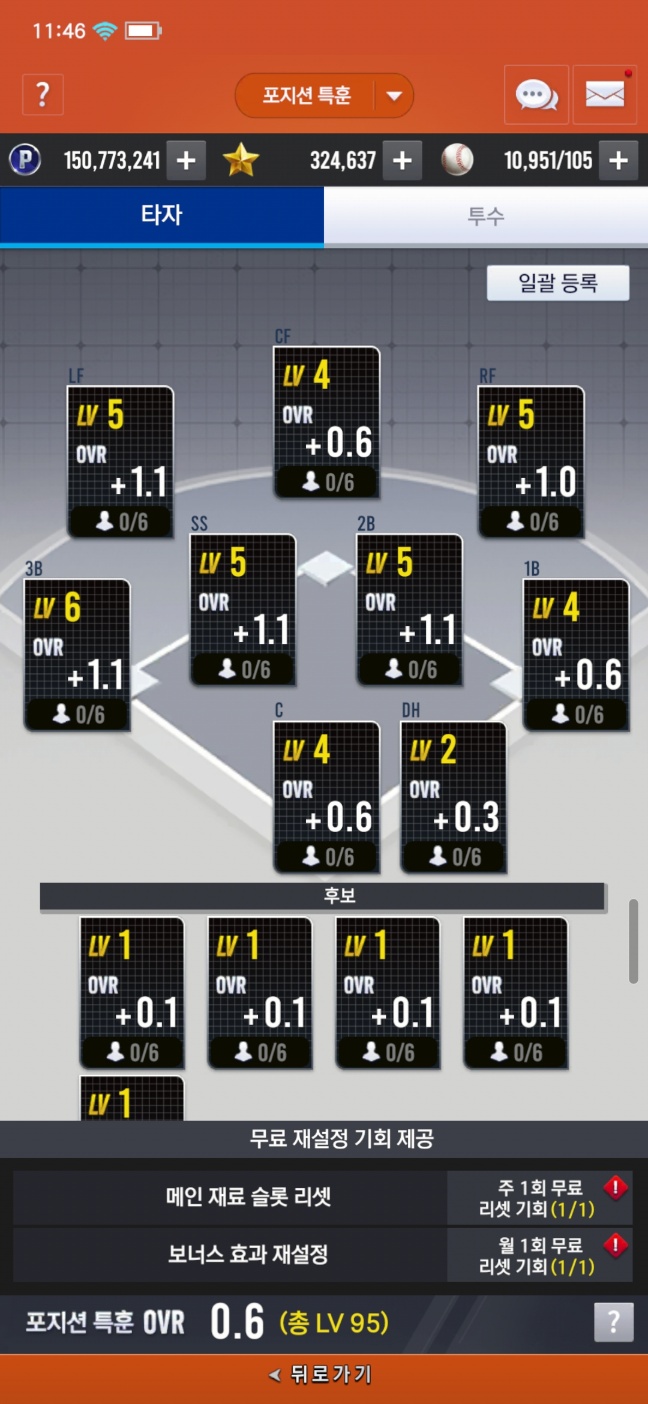 11:46
?
포지션 특훈
P
150,773,241 +
324,637 +
10,951/105 +
타자
투수
일괄 등록
CF
LV 4
OVR
+0.6
0/6
LF
LV 5
OVR
+1.1
0/6
RF
LV 5
OVR
+1.0
0/6
SS
LV 5
OVR
+1.1
0/6
2B
LV 5
OVR
+1.1
0/6
3B
LV 6
OVR
+1.1
0/6
1B
LV 4
OVR
+0.6
0/6
C
LV 4
OVR
+0.6
0/6
DH
LV 2
OVR
+0.3
0/6
후보
LV 1
OVR
+0.1
0/6
LV 1
OVR
+0.1
0/6
LV 1
OVR
+0.1
0/6
LV 1
OVR
+0.1
0/6
LV 1
무료 재설정 기회 제공
메인 재료 슬롯 리셋
주 1회 무료
리셋 기회(1/1)
!
보너스 효과 재설정
월 1회 무료
리셋 기회(1/1)
!
포지션 특훈 OVR 0.6 (총 LV 95)
?
뒤로가기